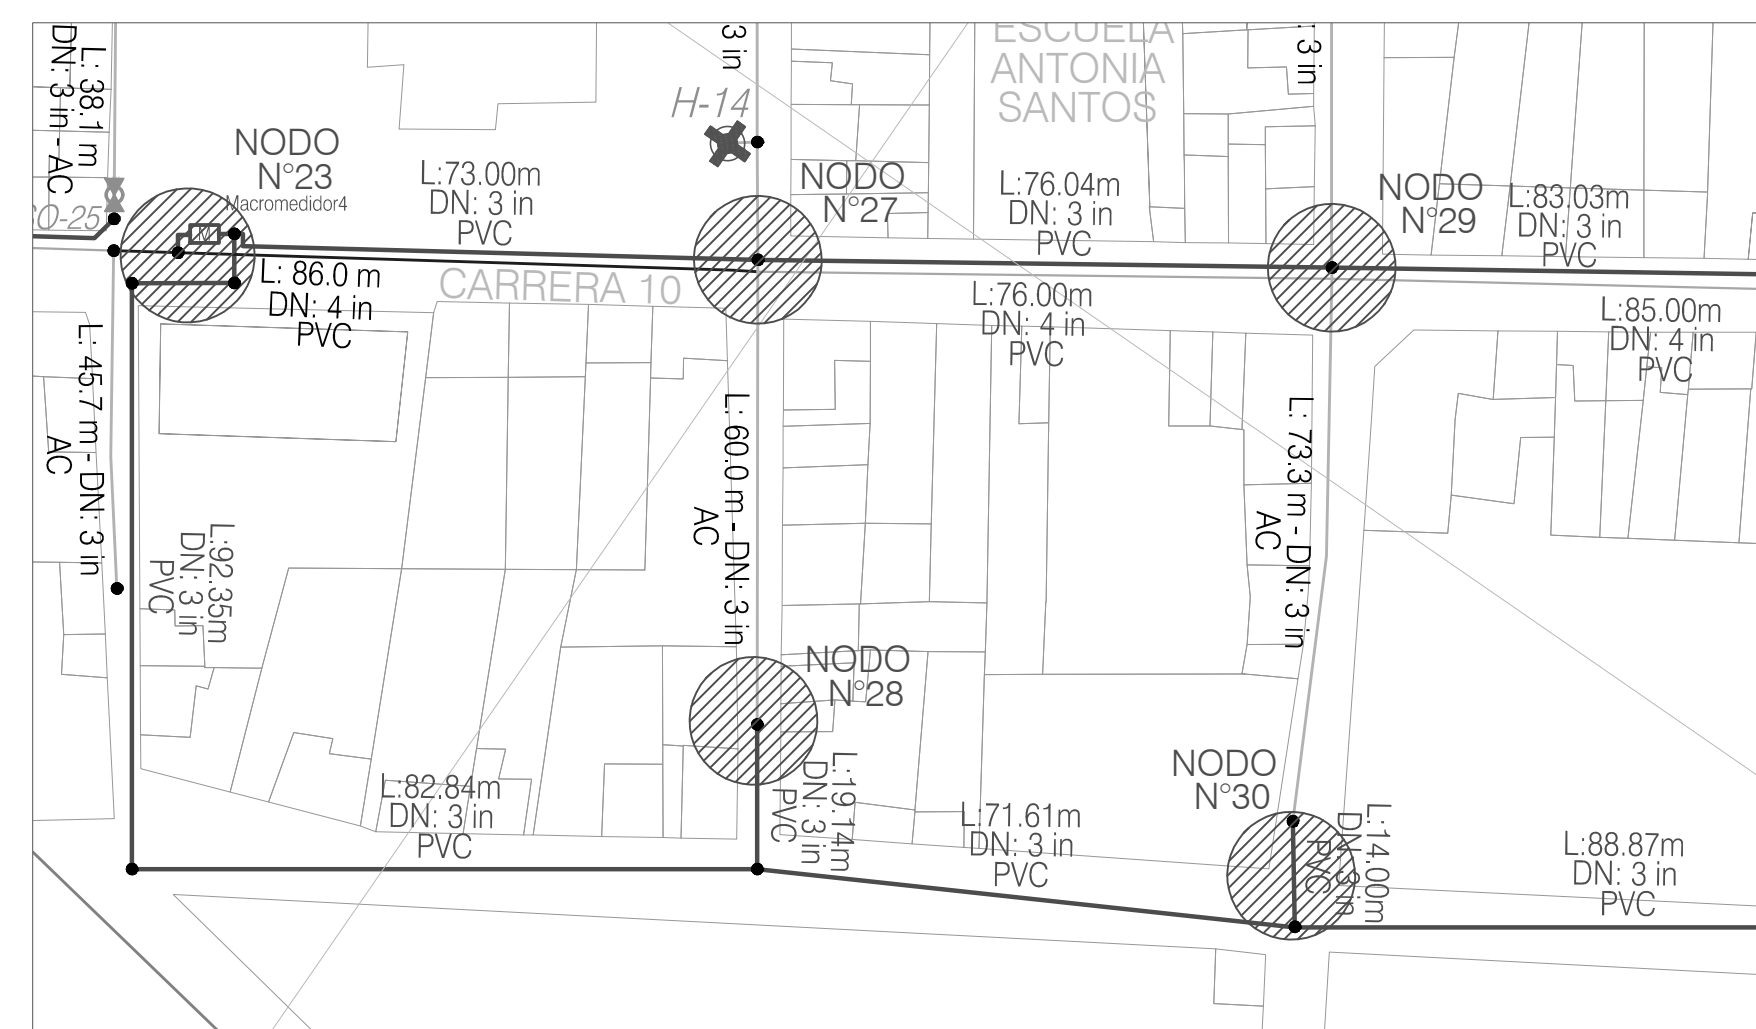 L: 38.1 m
DN: 3 in - AC
3 in
ESCUELA
ANTONIA
SANTOS
: 3 in
H-14
NODO
N°23
Macromedidor4
M
O-25
L:73.00m
DN: 3 in
PVC
NODO
N°27
L:76.04m
DN: 3 in
PVC
NODO
N°29
L:83.03m
DN: 3 in
PVC
L: 86.0 m
DN: 4 in
PVC
CARRERA 10
L:76.00m
DN: 4 in
PVC
L:85.00m
DN: 4 in
PVC
L: 45.7 m - DN: 3 in
AC
L: 60.0 m - DN: 3 in
AC
L: 73.3 m - DN: 3 in
AC
L:92.35m
DN: 3 in
PVC
NODO
N°28
L:82.84m
DN: 3 in
PVC
L:19.14m
DN: 3 in
PVC
L:71.61m
DN: 3 in
PVC
NODO
N°30
L:14.00m
DN: 3 in
PVC
L:88.87m
DN: 3 in
PVC